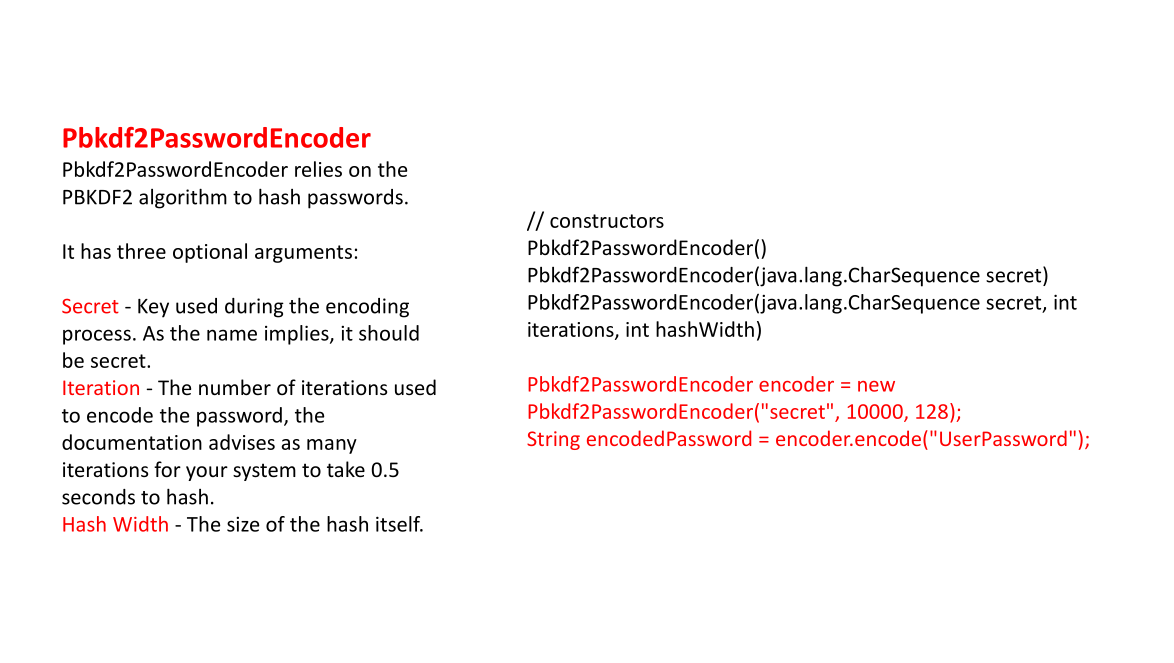 Pbkdf2PasswordEncoder
Pbkdf2PasswordEncoder relies on the
PBKDF2 algorithm to hash passwords.
It has three optional arguments:
Secret - Key used during the encoding
process. As the name implies, it should
be secret.
Iteration - The number of iterations used
to encode the password, the
documentation advises as many
iterations for your system to take 0.5
seconds to hash.
Hash Width - The size of the hash itself.
// constructors
Pbkdf2PasswordEncoder()
Pbkdf2PasswordEncoder(java.lang.CharSequence secret)
Pbkdf2PasswordEncoder(java.lang.CharSequence secret, int
iterations, int hashWidth)
Pbkdf2PasswordEncoder encoder = new
Pbkdf2PasswordEncoder("secret", 10000, 128);
String encodedPassword = encoder.encode("UserPassword");